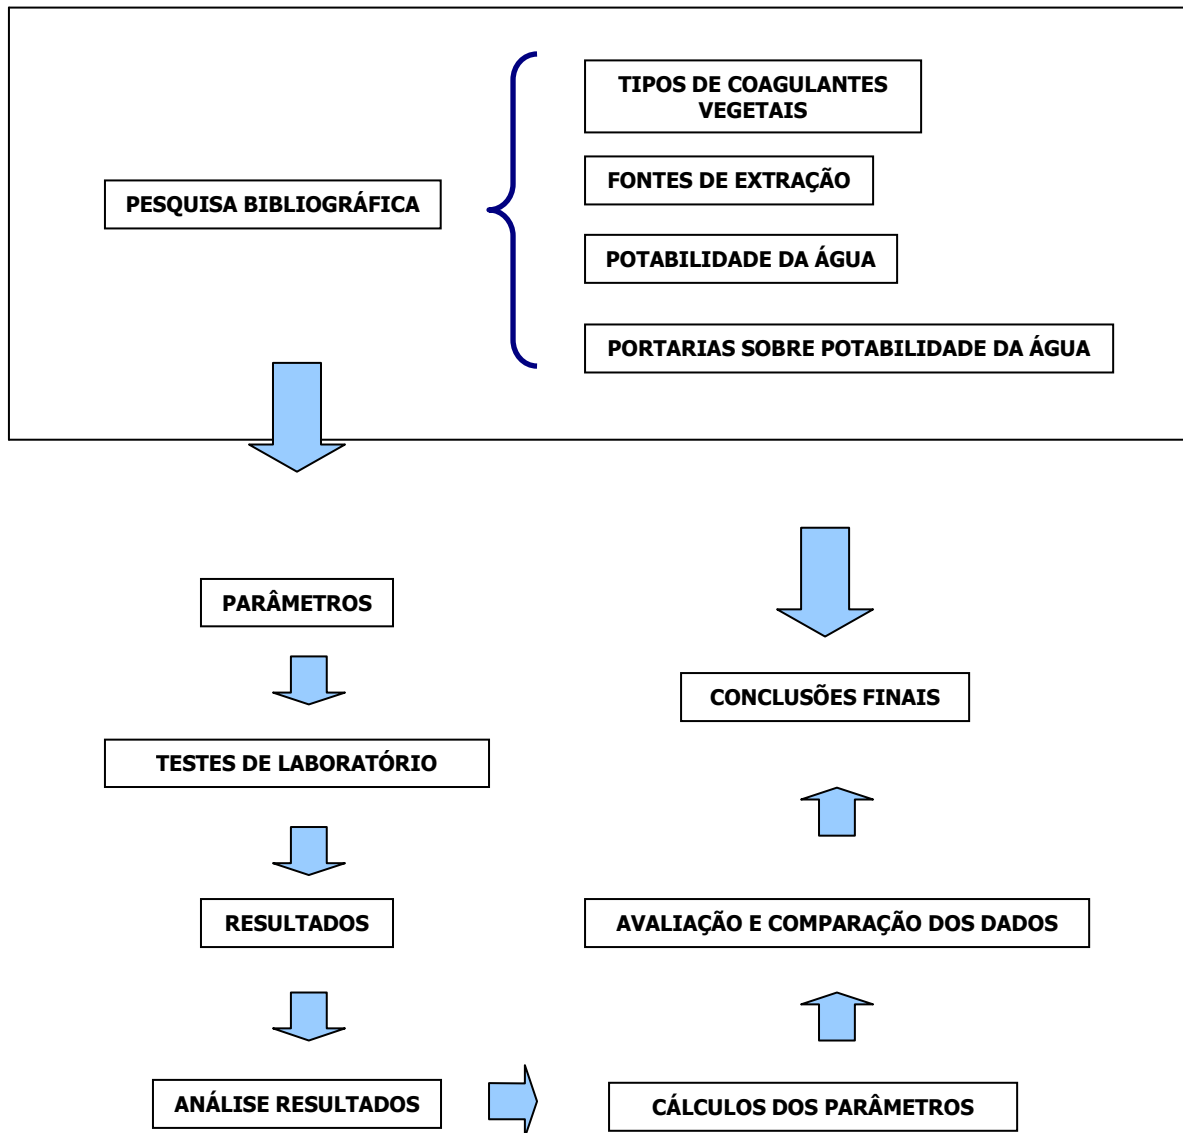 PESQUISA BIBLIOGRÁFICA
TIPOS DE COAGULANTES
VEGETAIS
FONTES DE EXTRAÇÃO
POTABILIDADE DA ÁGUA
PORTARIAS SOBRE POTABILIDADE DA ÁGUA
PARÂMETROS
TESTES DE LABORATÓRIO
RESULTADOS
ANÁLISE RESULTADOS
CÁLCULOS DOS PARÂMETROS
AVALIAÇÃO E COMPARAÇÃO DOS DADOS
CONCLUSÕES FINAIS